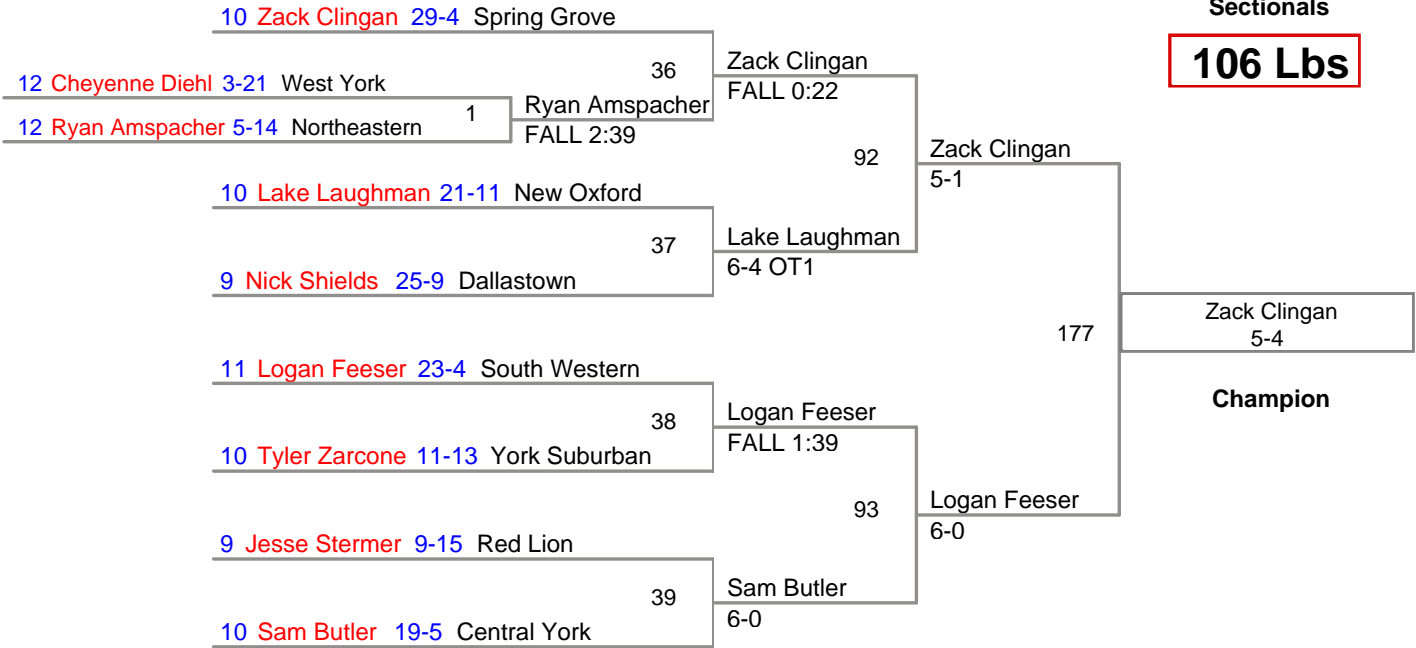 Sectionals
106 Lbs
10 Zack Clingan 29-4 Spring Grove
12 Cheyenne Diehl 3-21 West York
1
12 Ryan Amspacher 5-14 Northeastern
Ryan Amspacher
FALL 2:39
36
Zack Clingan
FALL 0:22
10 Lake Laughman 21-11 New Oxford
37
9 Nick Shields 25-9 Dallastown
Lake Laughman
6-4 OT1
92
Zack Clingan
5-1
11 Logan Feeser 23-4 South Western
38
10 Tyler Zarcone 11-13 York Suburban
Logan Feeser
FALL 1:39
9 Jesse Stermer 9-15 Red Lion
39
10 Sam Butler 19-5 Central York
Sam Butler
6-0
93
Logan Feeser
6-0
177
Zack Clingan
5-4
Champion